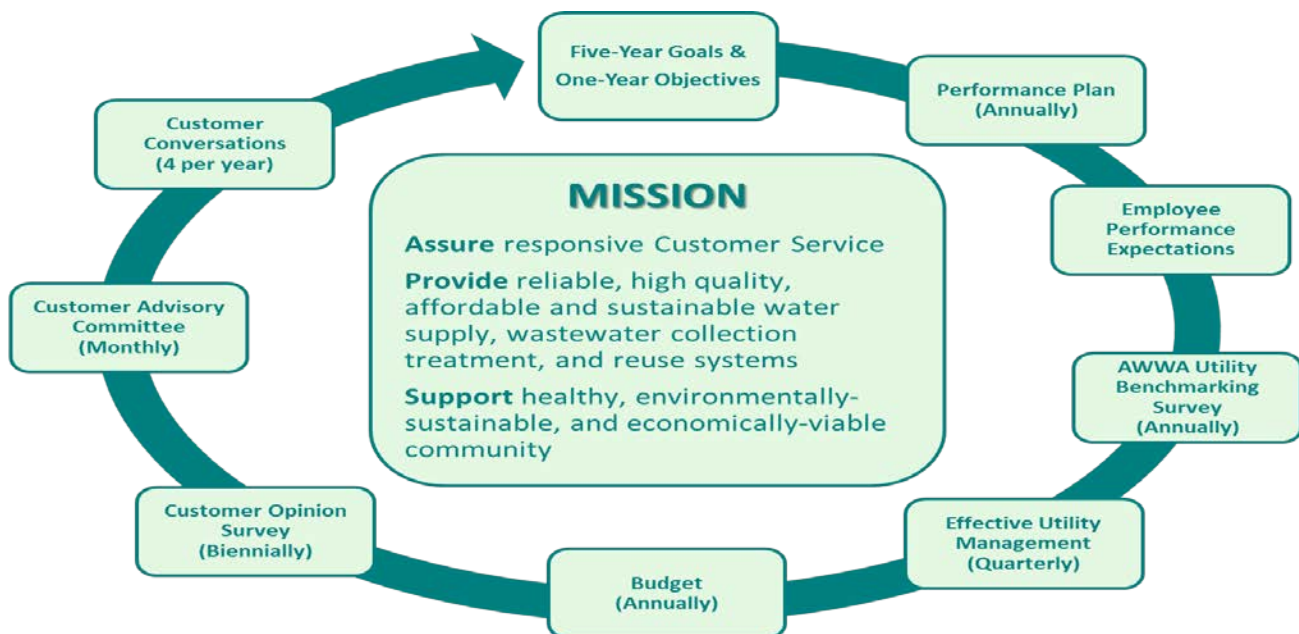 Five-Year Goals &
One-Year Objectives
Performance Plan
(Annually)
Employee
Performance
Expectations
AWWA Utility
Benchmarking
Survey
(Annually)
Effective Utility
Management
(Quarterly)
Budget
(Annually)
Customer Opinion
Survey
(Biennially)
Customer Advisory
Committee
(Monthly)
Customer
Conversations
(4 per year)
MISSION
Assure responsive Customer Service
Provide reliable, high quality,
affordable and sustainable water
supply, wastewater collection
treatment, and reuse systems
Support healthy, environmentally-
sustainable, and economically-viable
community